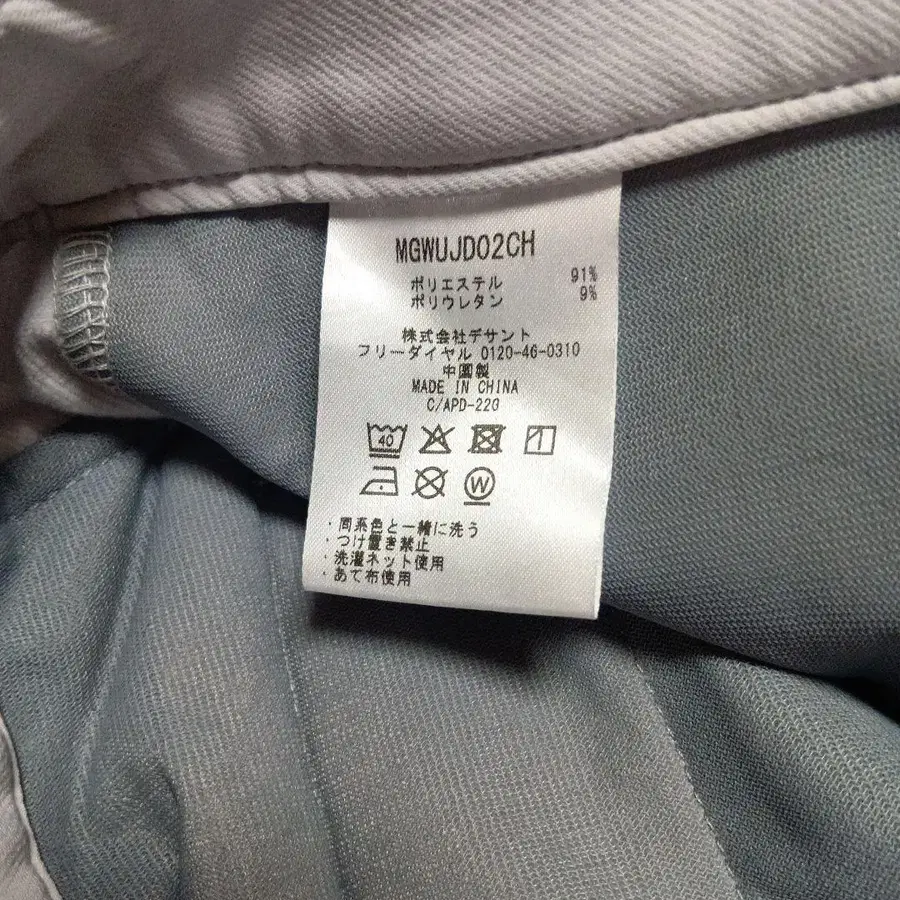 MGWUJD02CH
ポリエステル 91%
ポリウレタン 9%
株式会社デサント
フリーダイヤル 0120-46-0310
中国製
MADE IN CHINA
C/APD-22G
40
W
・同系色と一緒に洗う
・つけ置き禁止
・洗濯ネット使用
・あて布使用